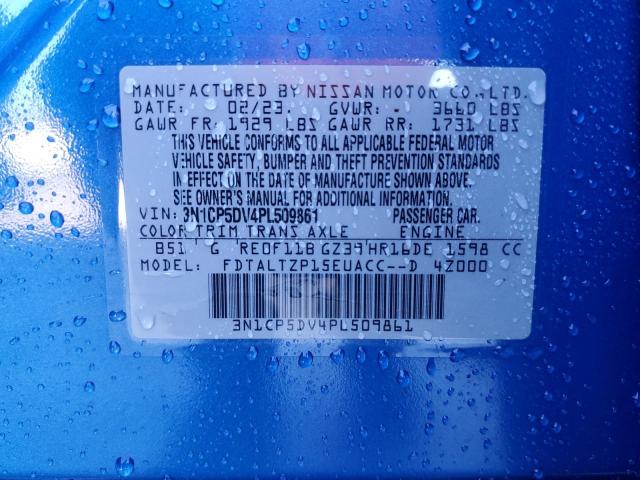 MANUFACTURED BY NISSAN MOTOR CO.,LTD.
DATE: 02/23. GVWR: - 3660 LBS
GAWR FR: 1929 LBS GAWR RR: 1731 LBS
THIS VEHICLE CONFORMS TO ALL APPLICABLE FEDERAL MOTOR
VEHICLE SAFETY, BUMPER AND THEFT PREVENTION STANDARDS
IN EFFECT ON THE DATE OF MANUFACTURE SHOWN ABOVE.
SEE OWNER'S MANUAL FOR ADDITIONAL INFORMATION.
VIN: 3N1CP5DV4PL509861 PASSENGER CAR.
COLOR TRIM TRANS AXLE ENGINE
B51 G RE0F11B GZ39 HR16DE 1598 CC
MODEL: FDTALTZP15EUACC--D 4Z000
3N1CP5DV4PL509861